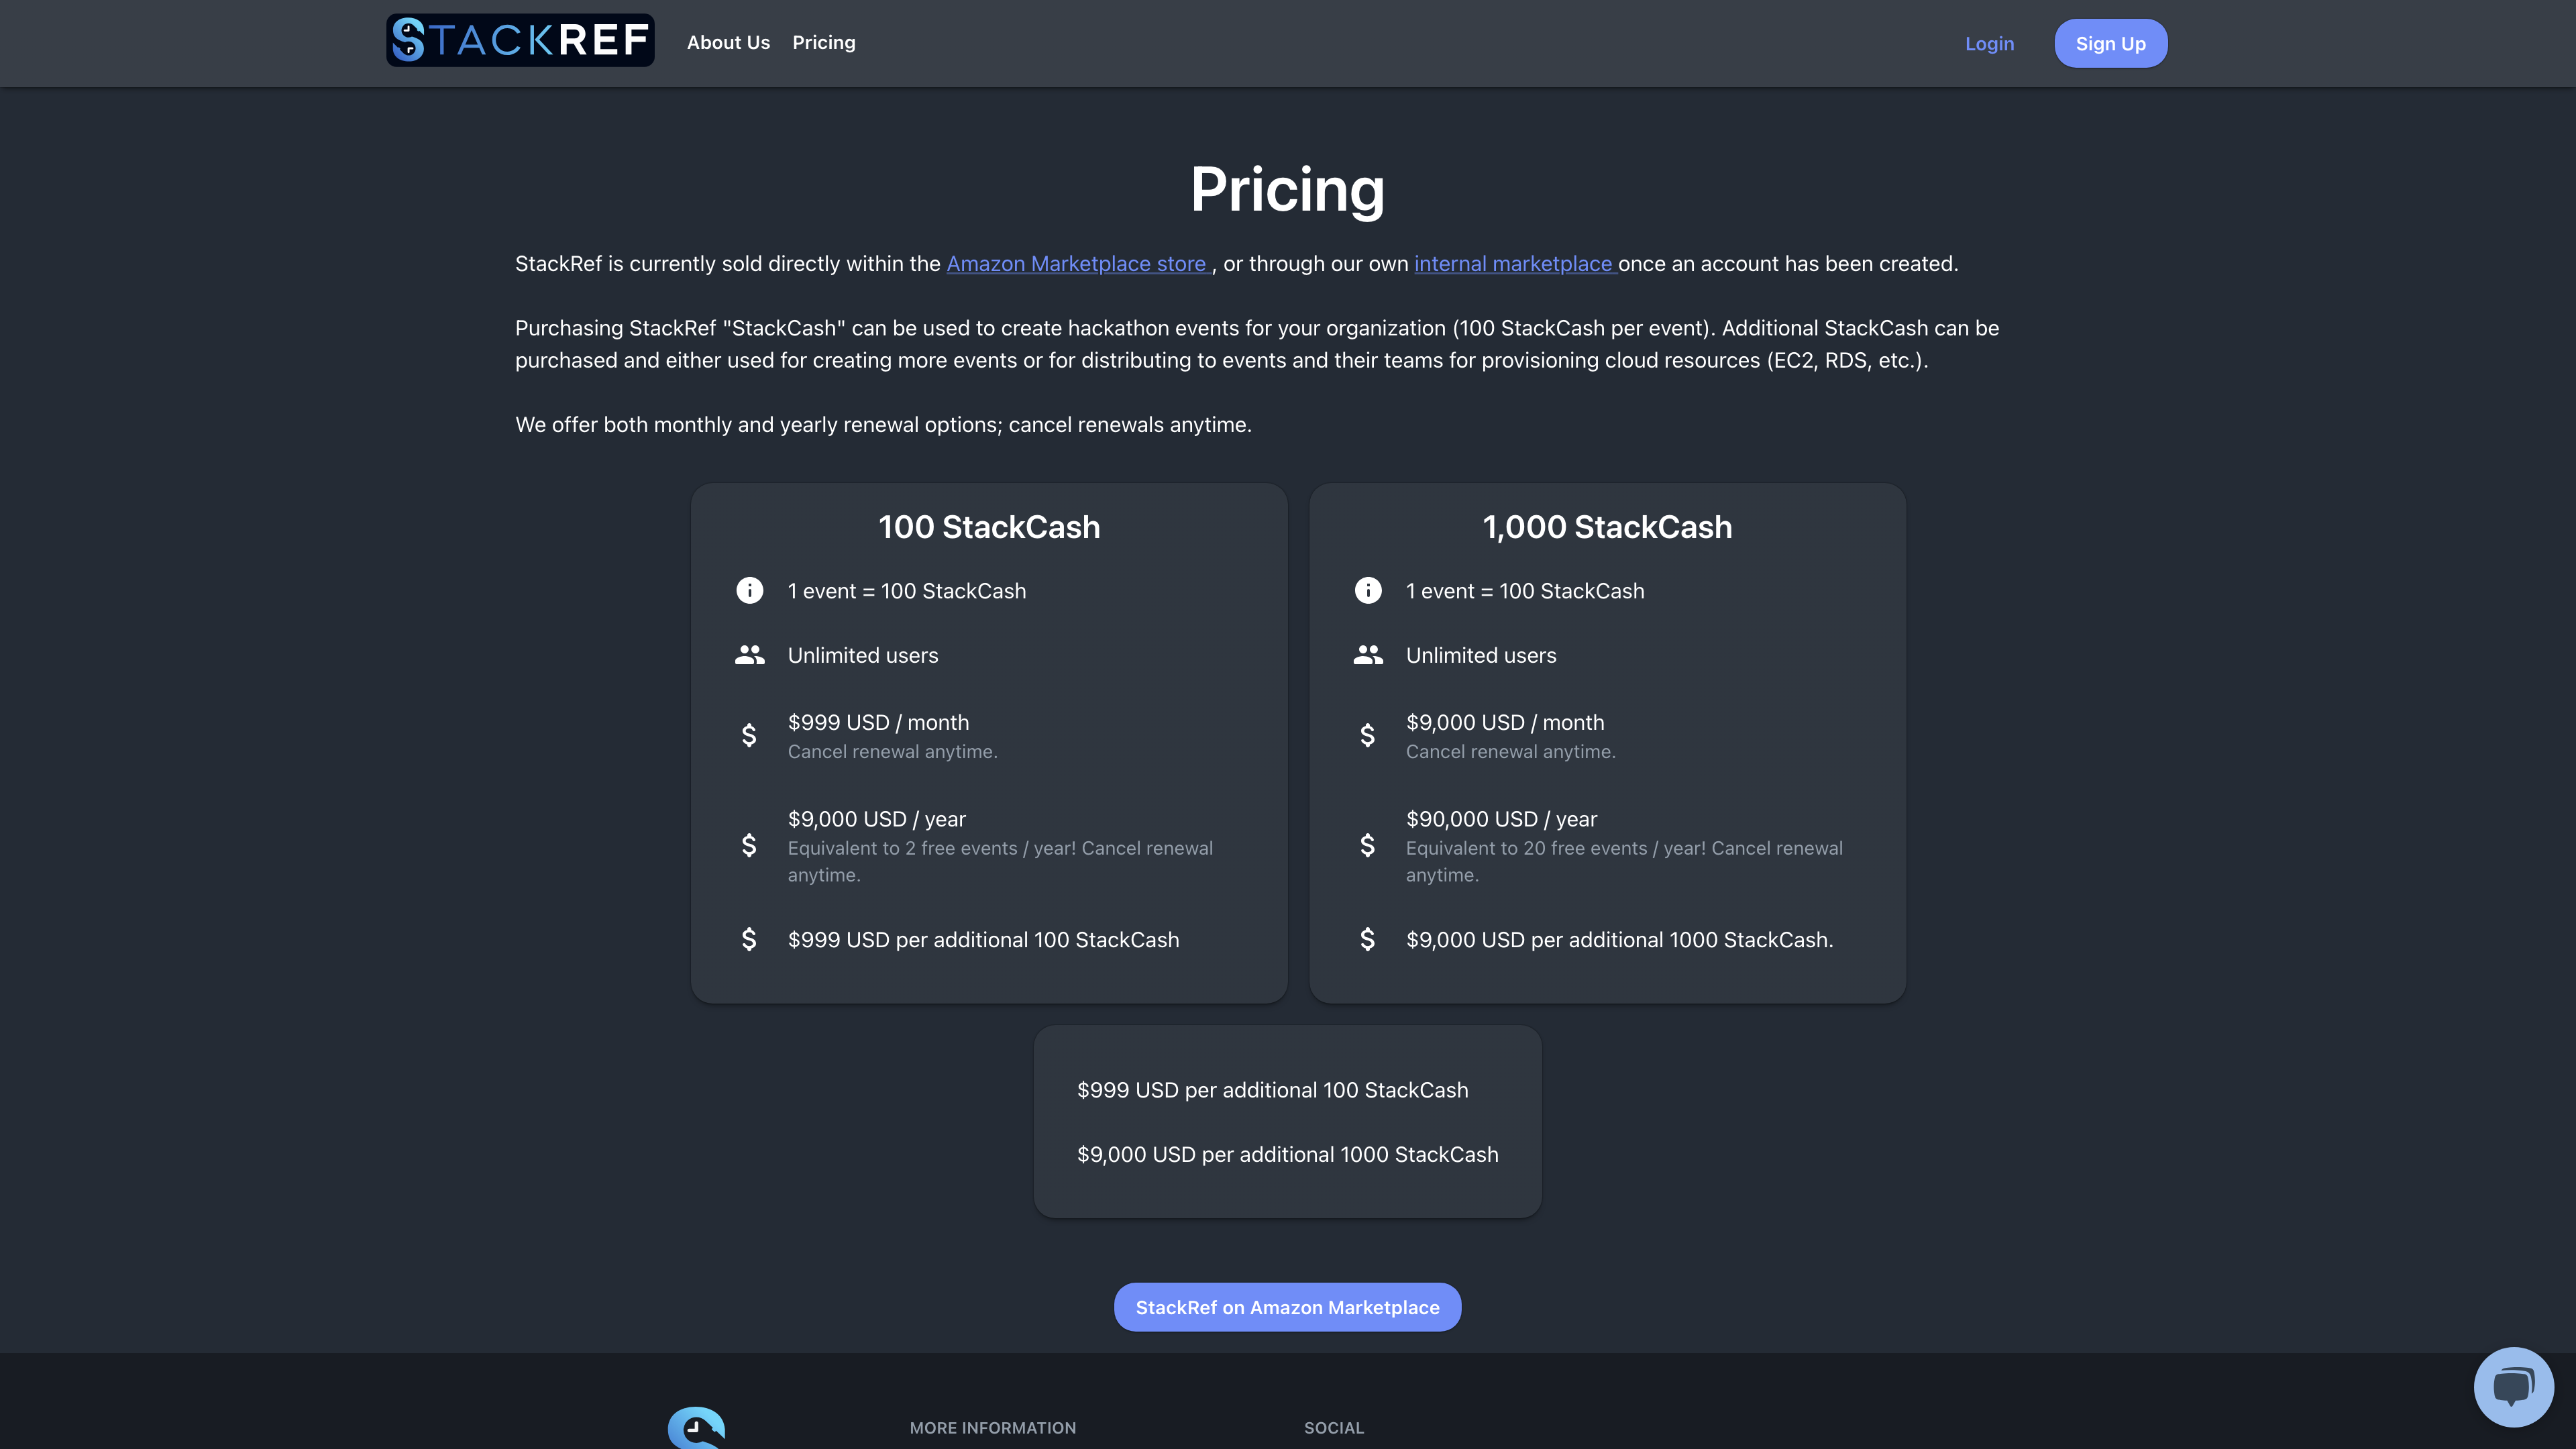 STACKREF
About Us
Pricing
Login
Sign Up
Pricing
StackRef is currently sold directly within the Amazon Marketplace store , or through our own internal marketplace once an account has been created.
Purchasing StackRef "StackCash" can be used to create hackathon events for your organization (100 StackCash per event). Additional StackCash can be
purchased and either used for creating more events or for distributing to events and their teams for provisioning cloud resources (EC2, RDS, etc.).
We offer both monthly and yearly renewal options; cancel renewals anytime.
100 StackCash
1 event = 100 StackCash
Unlimited users
$999 USD / month
Cancel renewal anytime.
$9,000 USD / year
Equivalent to 2 free events / year! Cancel renewal
anytime.
$999 USD per additional 100 StackCash
1,000 StackCash
1 event = 100 StackCash
Unlimited users
$9,000 USD / month
Cancel renewal anytime.
$90,000 USD / year
Equivalent to 20 free events / year! Cancel renewal
anytime.
$9,000 USD per additional 1000 StackCash.
$999 USD per additional 100 StackCash
$9,000 USD per additional 1000 StackCash
StackRef on Amazon Marketplace
MORE INFORMATION
SOCIAL